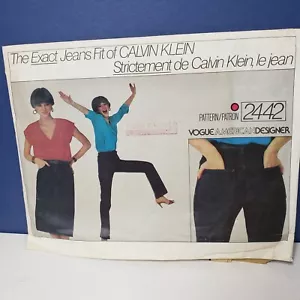 The Exact Jeans Fit of CALVIN KLEIN
Strictement de Calvin Klein, le jean
PATTERN/PATRON 2442
VOGUE AMERICAN DESIGNER